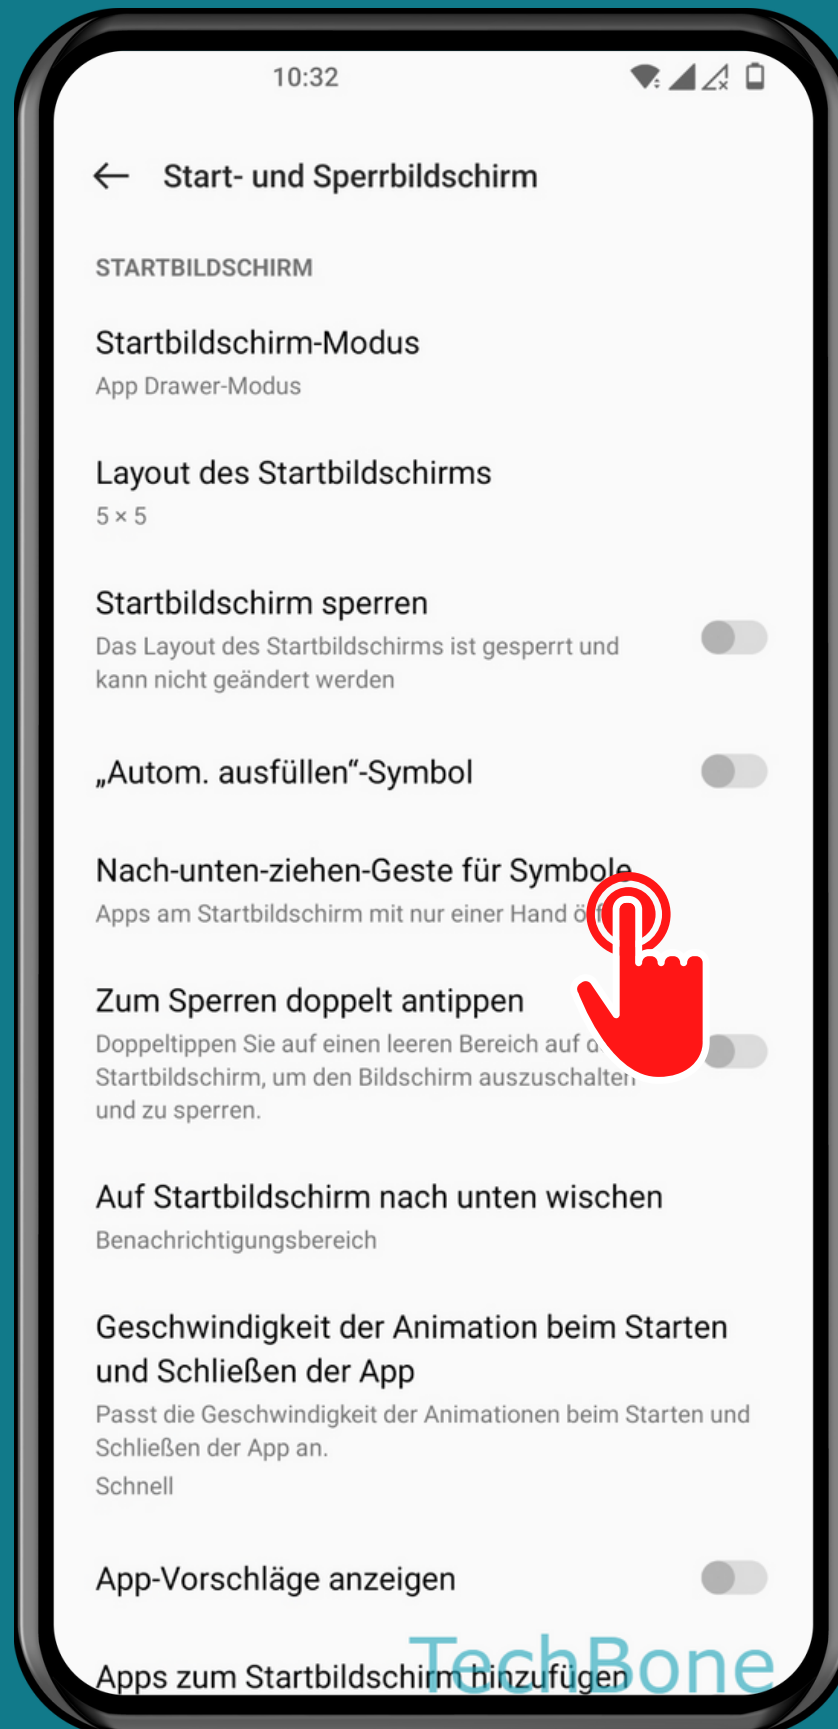 10:32
Start- und Sperrbildschirm
STARTBILDSCHIRM
Startbildschirm-Modus
App Drawer-Modus
Layout des Startbildschirms
5 × 5
Startbildschirm sperren
Das Layout des Startbildschirms ist gesperrt und
kann nicht geändert werden
„Autom. ausfüllen“-Symbol
Nach-unten-ziehen-Geste für Symbole
Apps am Startbildschirm mit nur einer Hand
Zum Sperren doppelt antippen
Doppeltippen Sie auf einen leeren Bereich auf
Startbildschirm, um den Bildschirm auszuschalten
und zu sperren.
Auf Startbildschirm nach unten wischen
Benachrichtigungsbereich
Geschwindigkeit der Animation beim Starten
und Schließen der App
Passt die Geschwindigkeit der Animationen beim Starten und
Schließen der App an.
Schnell
App-Vorschläge anzeigen
Apps zum Startbildschirm hinzufügen
TechBone